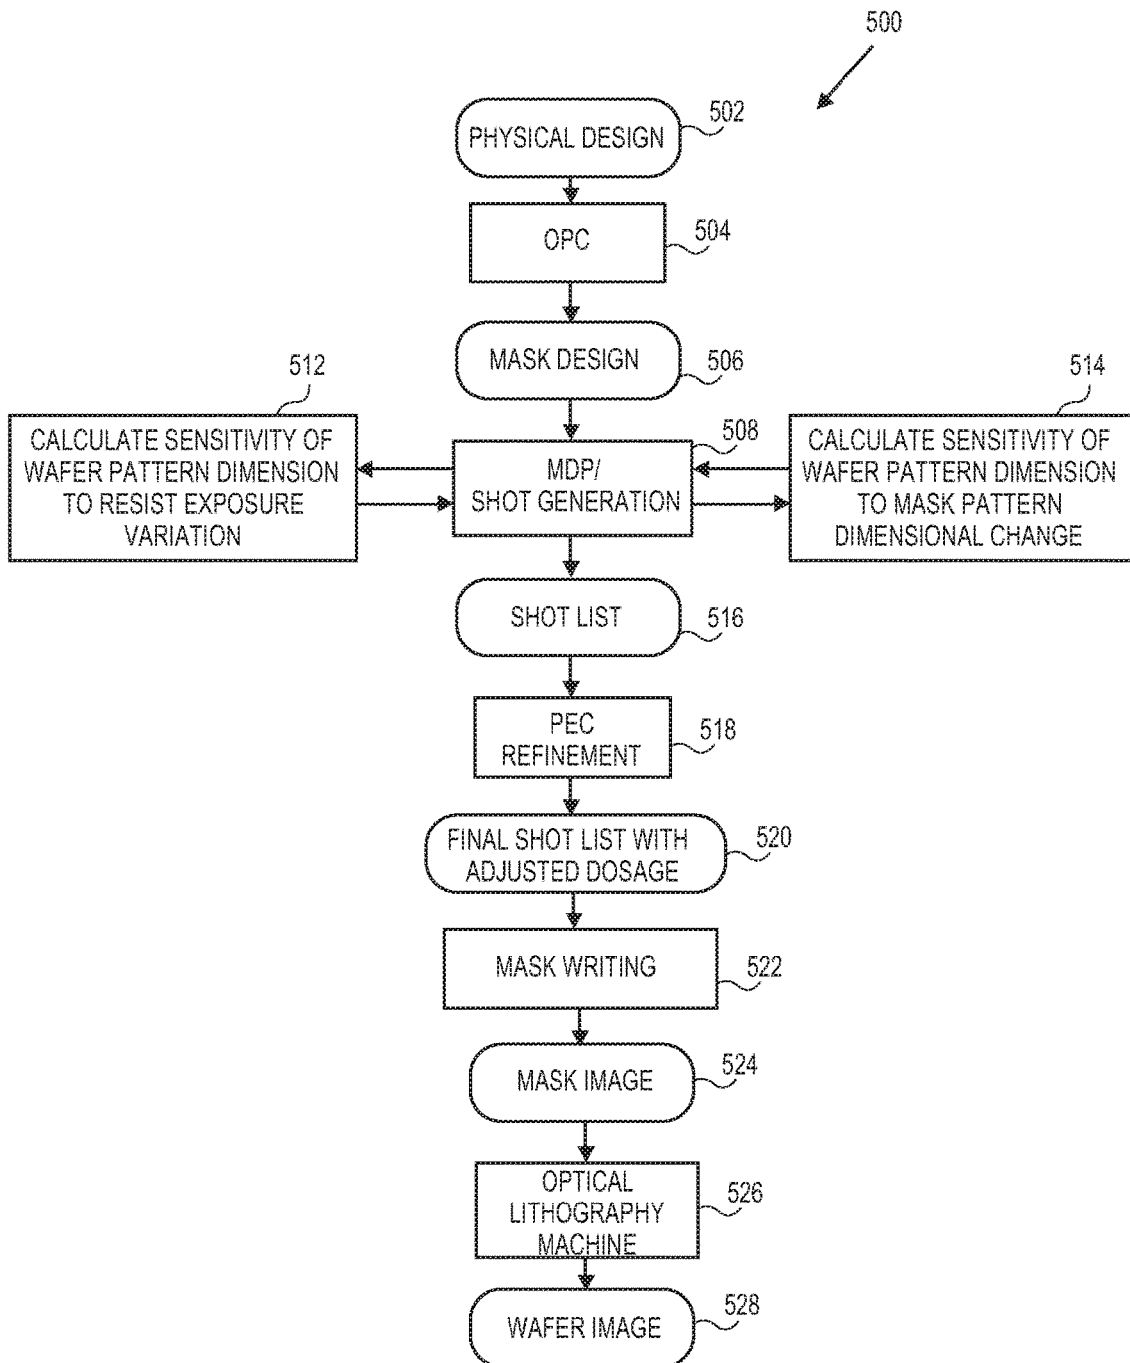 500
PHYSICAL DESIGN
502
OPC
504
MASK DESIGN
506
512
CALCULATE SENSITIVITY OF
WAFER PATTERN DIMENSION
TO RESIST EXPOSURE
VARIATION
MDP/
SHOT GENERATION
508
514
CALCULATE SENSITIVITY OF
WAFER PATTERN DIMENSION
TO MASK PATTERN
DIMENSIONAL CHANGE
SHOT LIST
516
PEC
REFINEMENT
518
FINAL SHOT LIST WITH
ADJUSTED DOSAGE
520
MASK WRITING
522
MASK IMAGE
524
OPTICAL
LITHOGRAPHY
MACHINE
526
WAFER IMAGE
528